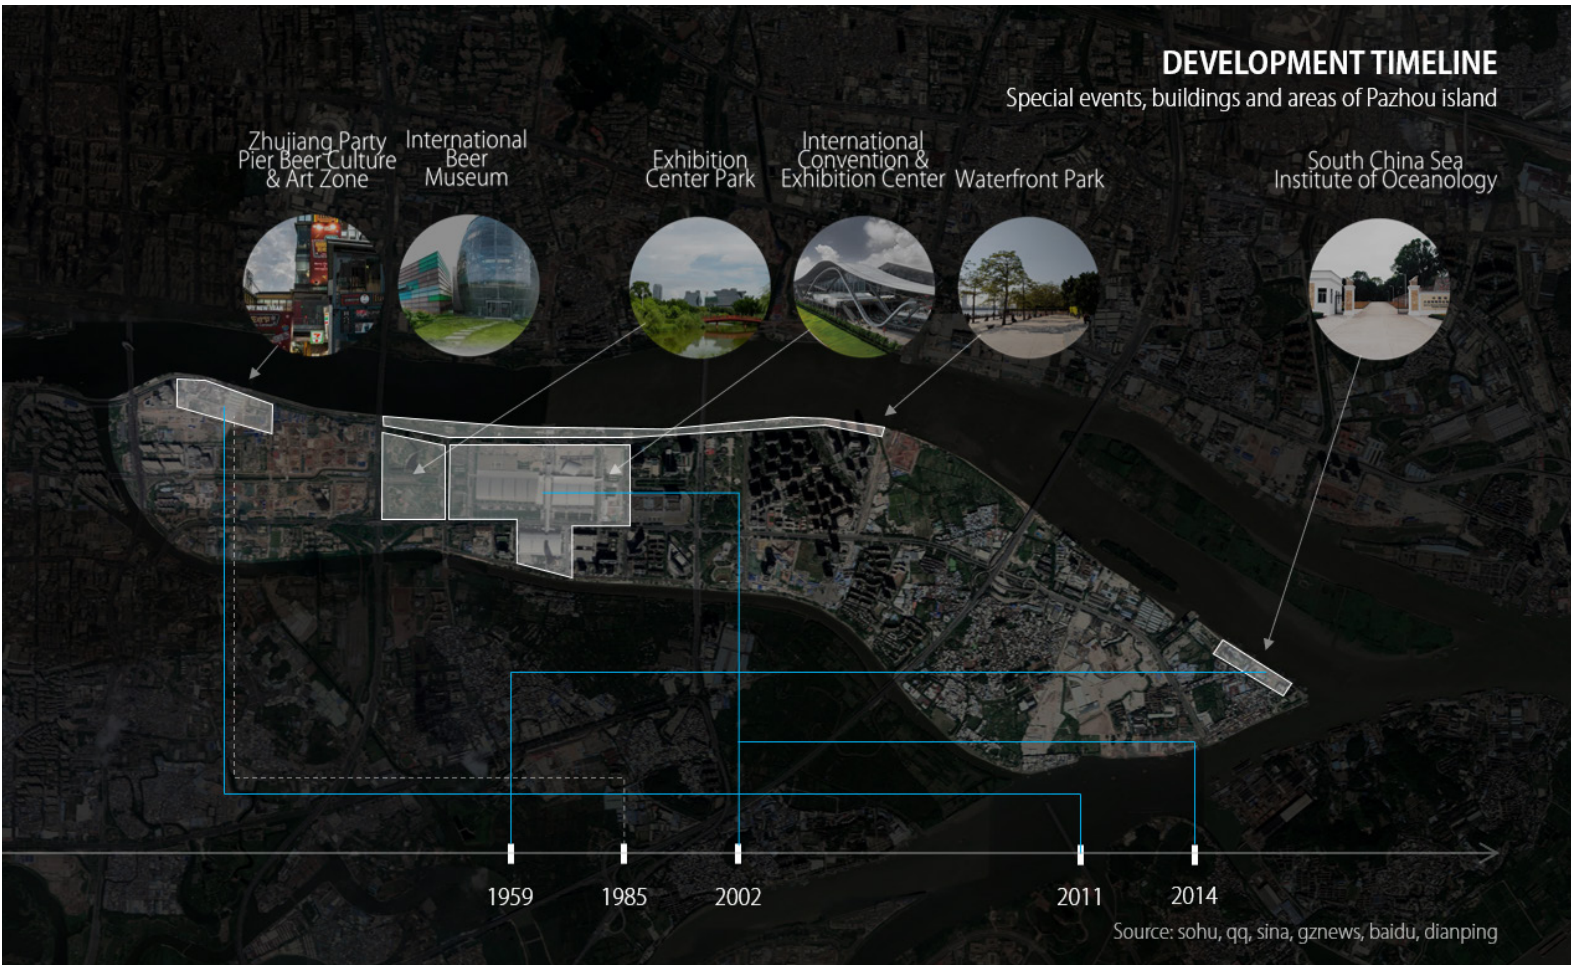 DEVELOPMENT TIMELINE
Special events, buildings and areas of Pazhou island
Zhujiang Party
Pier Beer Culture
& Art Zone
International
Beer
Museum
Exhibition
Center Park
International
Convention &
Exhibition Center
Waterfront Park
South China Sea
Institute of Oceanology
1959
1985
2002
2011
2014
Source: sohu, qq, sina, gznews, baidu, dianping